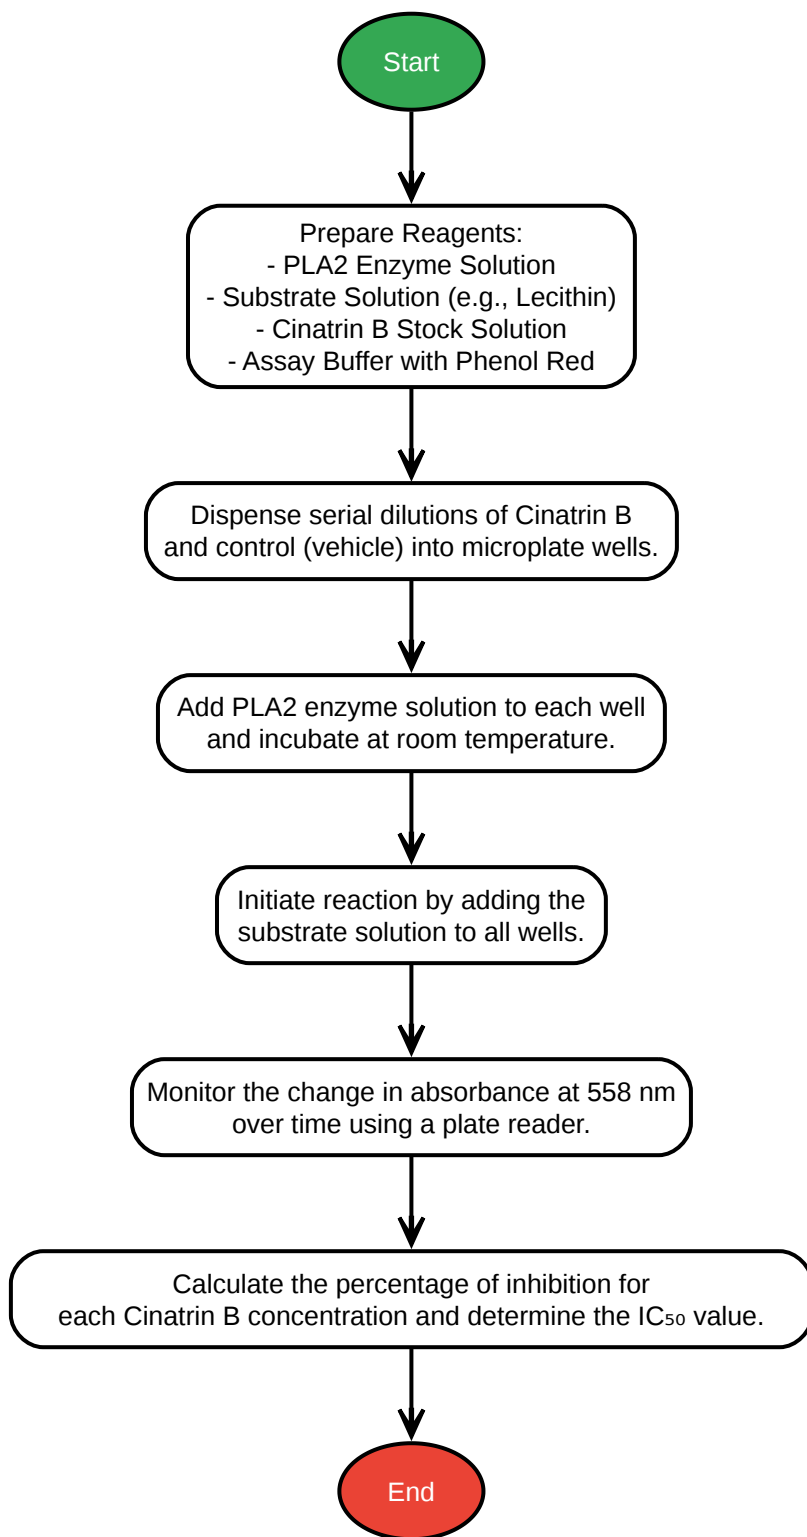 Start
Prepare Reagents:
- PLA2 Enzyme Solution
- Substrate Solution (e.g., Lecithin)
- Cinatrin B Stock Solution
- Assay Buffer with Phenol Red
Dispense serial dilutions of Cinatrin B
and control (vehicle) into microplate wells.
Add PLA2 enzyme solution to each well
and incubate at room temperature.
Initiate reaction by adding the
substrate solution to all wells.
Monitor the change in absorbance at 558 nm
over time using a plate reader.
Calculate the percentage of inhibition for
each Cinatrin B concentration and determine the IC₅₀ value.
End